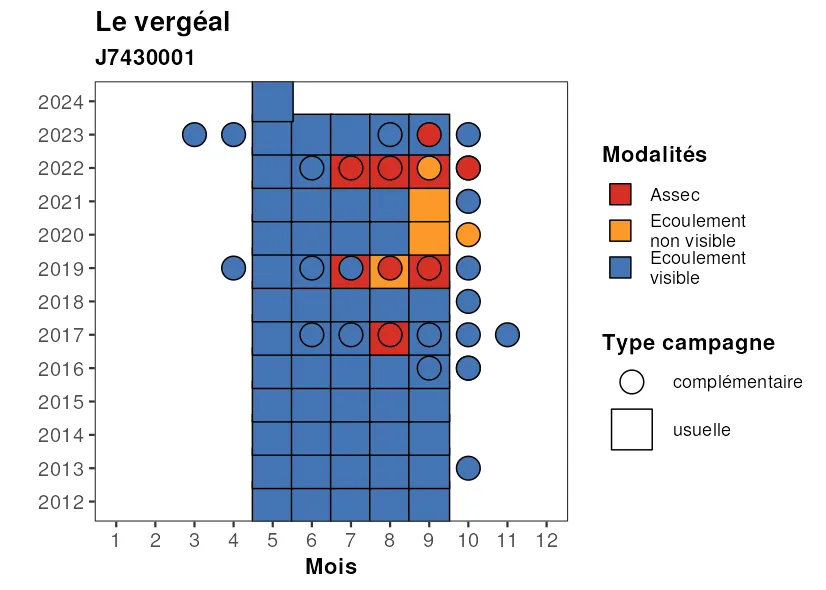 Le vergéal
J7430001
2024
2023
2022
2021
2020
2019
2018
2017
2016
2015
2014
2013
2012
1 2 3 4 5 6 7 8 9 10 11 12
Mois
Modalités
Assec
Ecoulement
non visible
Ecoulement
visible
Type campagne
complémentaire
usuelle